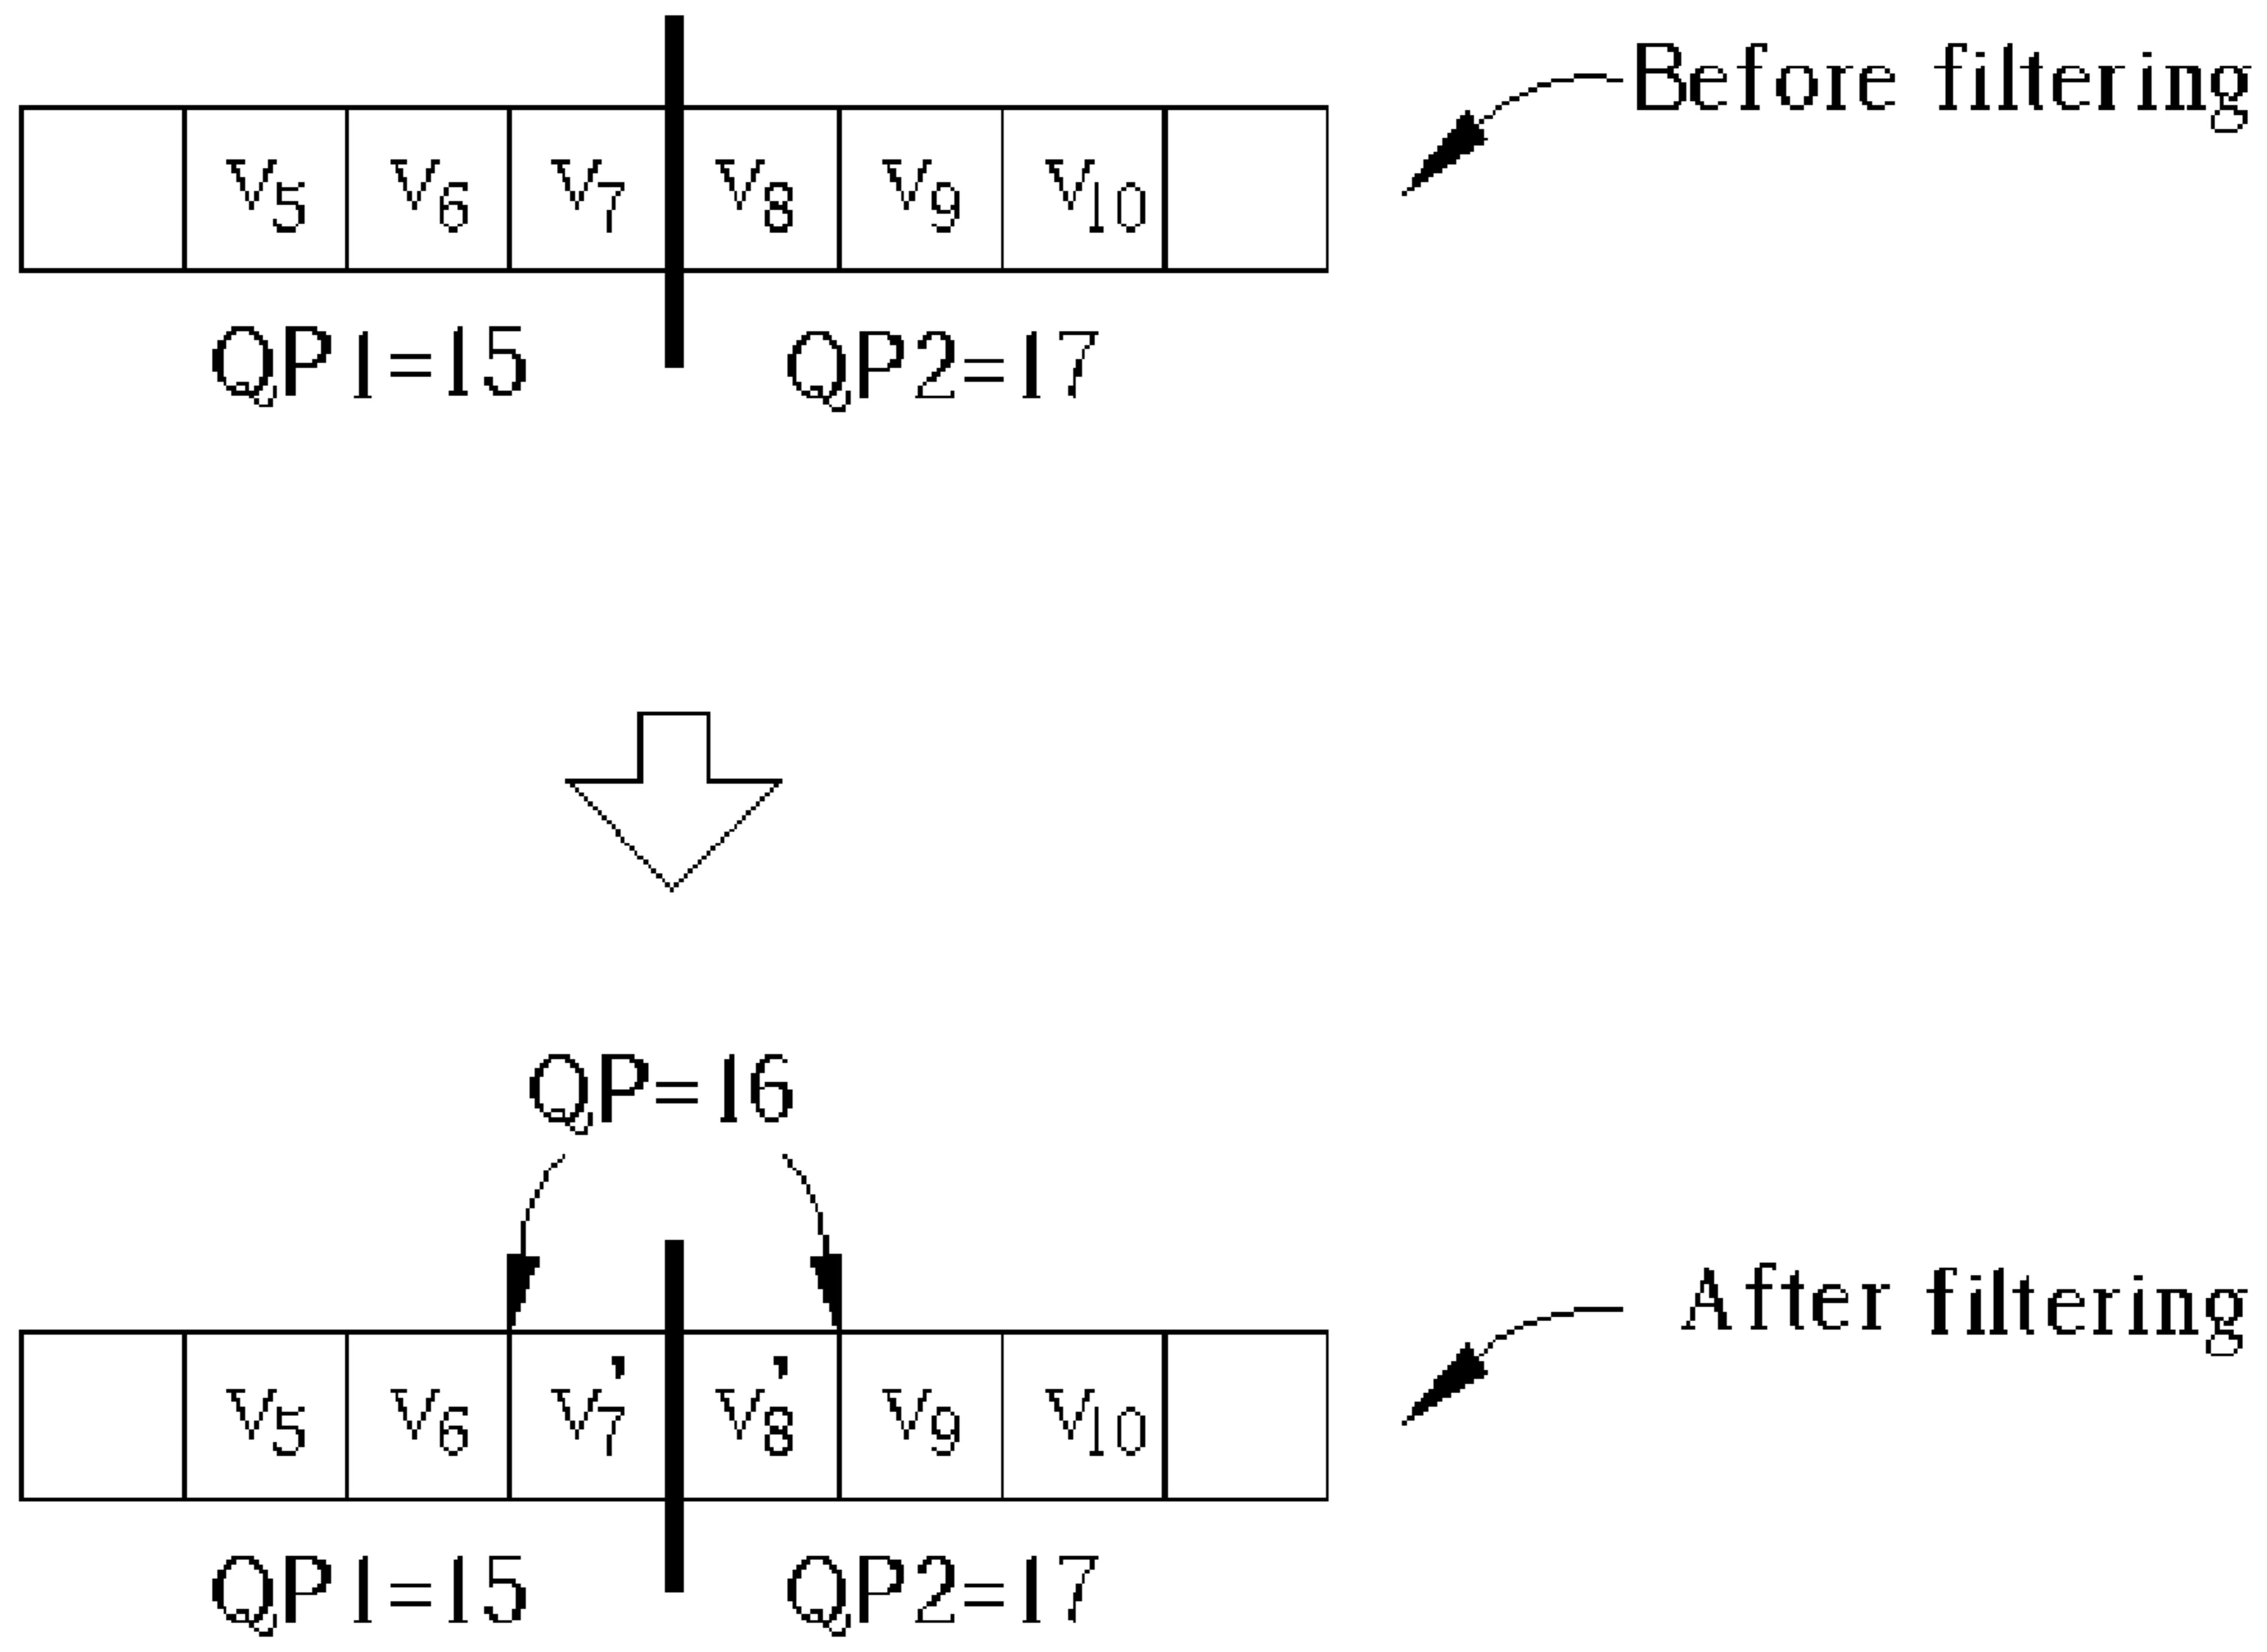 Before filtering
v5 v6 v7 v8 v9 v10
QP1=15 QP2=17
QP=16
After filtering
v5 v6 v7' v8' v9 v10
QP1=15 QP2=17